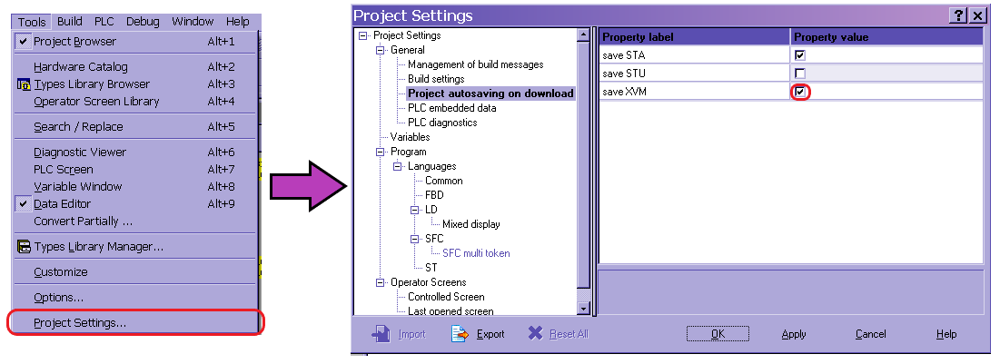 Tools Build PLC Debug Window Help
Project Browser Alt+1
Hardware Catalog Alt+2
Types Library Browser Alt+3
Operator Screen Library Alt+4
Search / Replace Alt+5
Diagnostic Viewer Alt+6
PLC Screen Alt+7
Variable Window Alt+8
Data Editor Alt+9
Convert Partially ...
Types Library Manager...
Customize
Options...
Project Settings...
Project Settings
Project Settings
General
Management of build messages
Build settings
Project autosaving on download
PLC embedded data
PLC diagnostics
Variables
Program
Languages
Common
FBD
LD
Mixed display
SFC
SFC multi token
ST
Operator Screens
Controlled Screen
Last opened screen
Property label Property value
save STA
save STU
save XVM
Import Export Reset All OK Apply Cancel Help